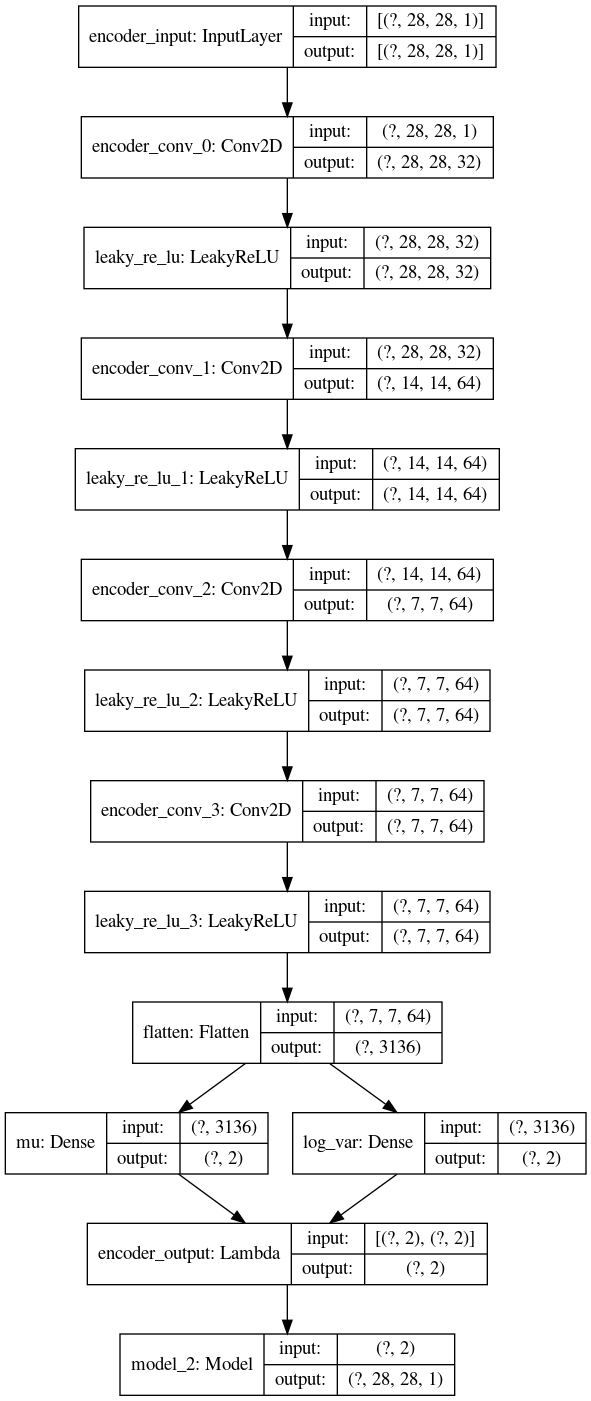 encoder_input: InputLayer
input:
[(?, 28, 28, 1)]
output:
[(?, 28, 28, 1)]
encoder_conv_0: Conv2D
input:
(?, 28, 28, 1)
output:
(?, 28, 28, 32)
leaky_re_lu: LeakyReLU
input:
(?, 28, 28, 32)
output:
(?, 28, 28, 32)
encoder_conv_1: Conv2D
input:
(?, 28, 28, 32)
output:
(?, 14, 14, 64)
leaky_re_lu_1: LeakyReLU
input:
(?, 14, 14, 64)
output:
(?, 14, 14, 64)
encoder_conv_2: Conv2D
input:
(?, 14, 14, 64)
output:
(?, 7, 7, 64)
leaky_re_lu_2: LeakyReLU
input:
(?, 7, 7, 64)
output:
(?, 7, 7, 64)
encoder_conv_3: Conv2D
input:
(?, 7, 7, 64)
output:
(?, 7, 7, 64)
leaky_re_lu_3: LeakyReLU
input:
(?, 7, 7, 64)
output:
(?, 7, 7, 64)
flatten: Flatten
input:
(?, 7, 7, 64)
output:
(?, 3136)
mu: Dense
input:
(?, 3136)
output:
(?, 2)
log_var: Dense
input:
(?, 3136)
output:
(?, 2)
encoder_output: Lambda
input:
[(?, 2), (?, 2)]
output:
(?, 2)
model_2: Model
input:
(?, 2)
output:
(?, 28, 28, 1)